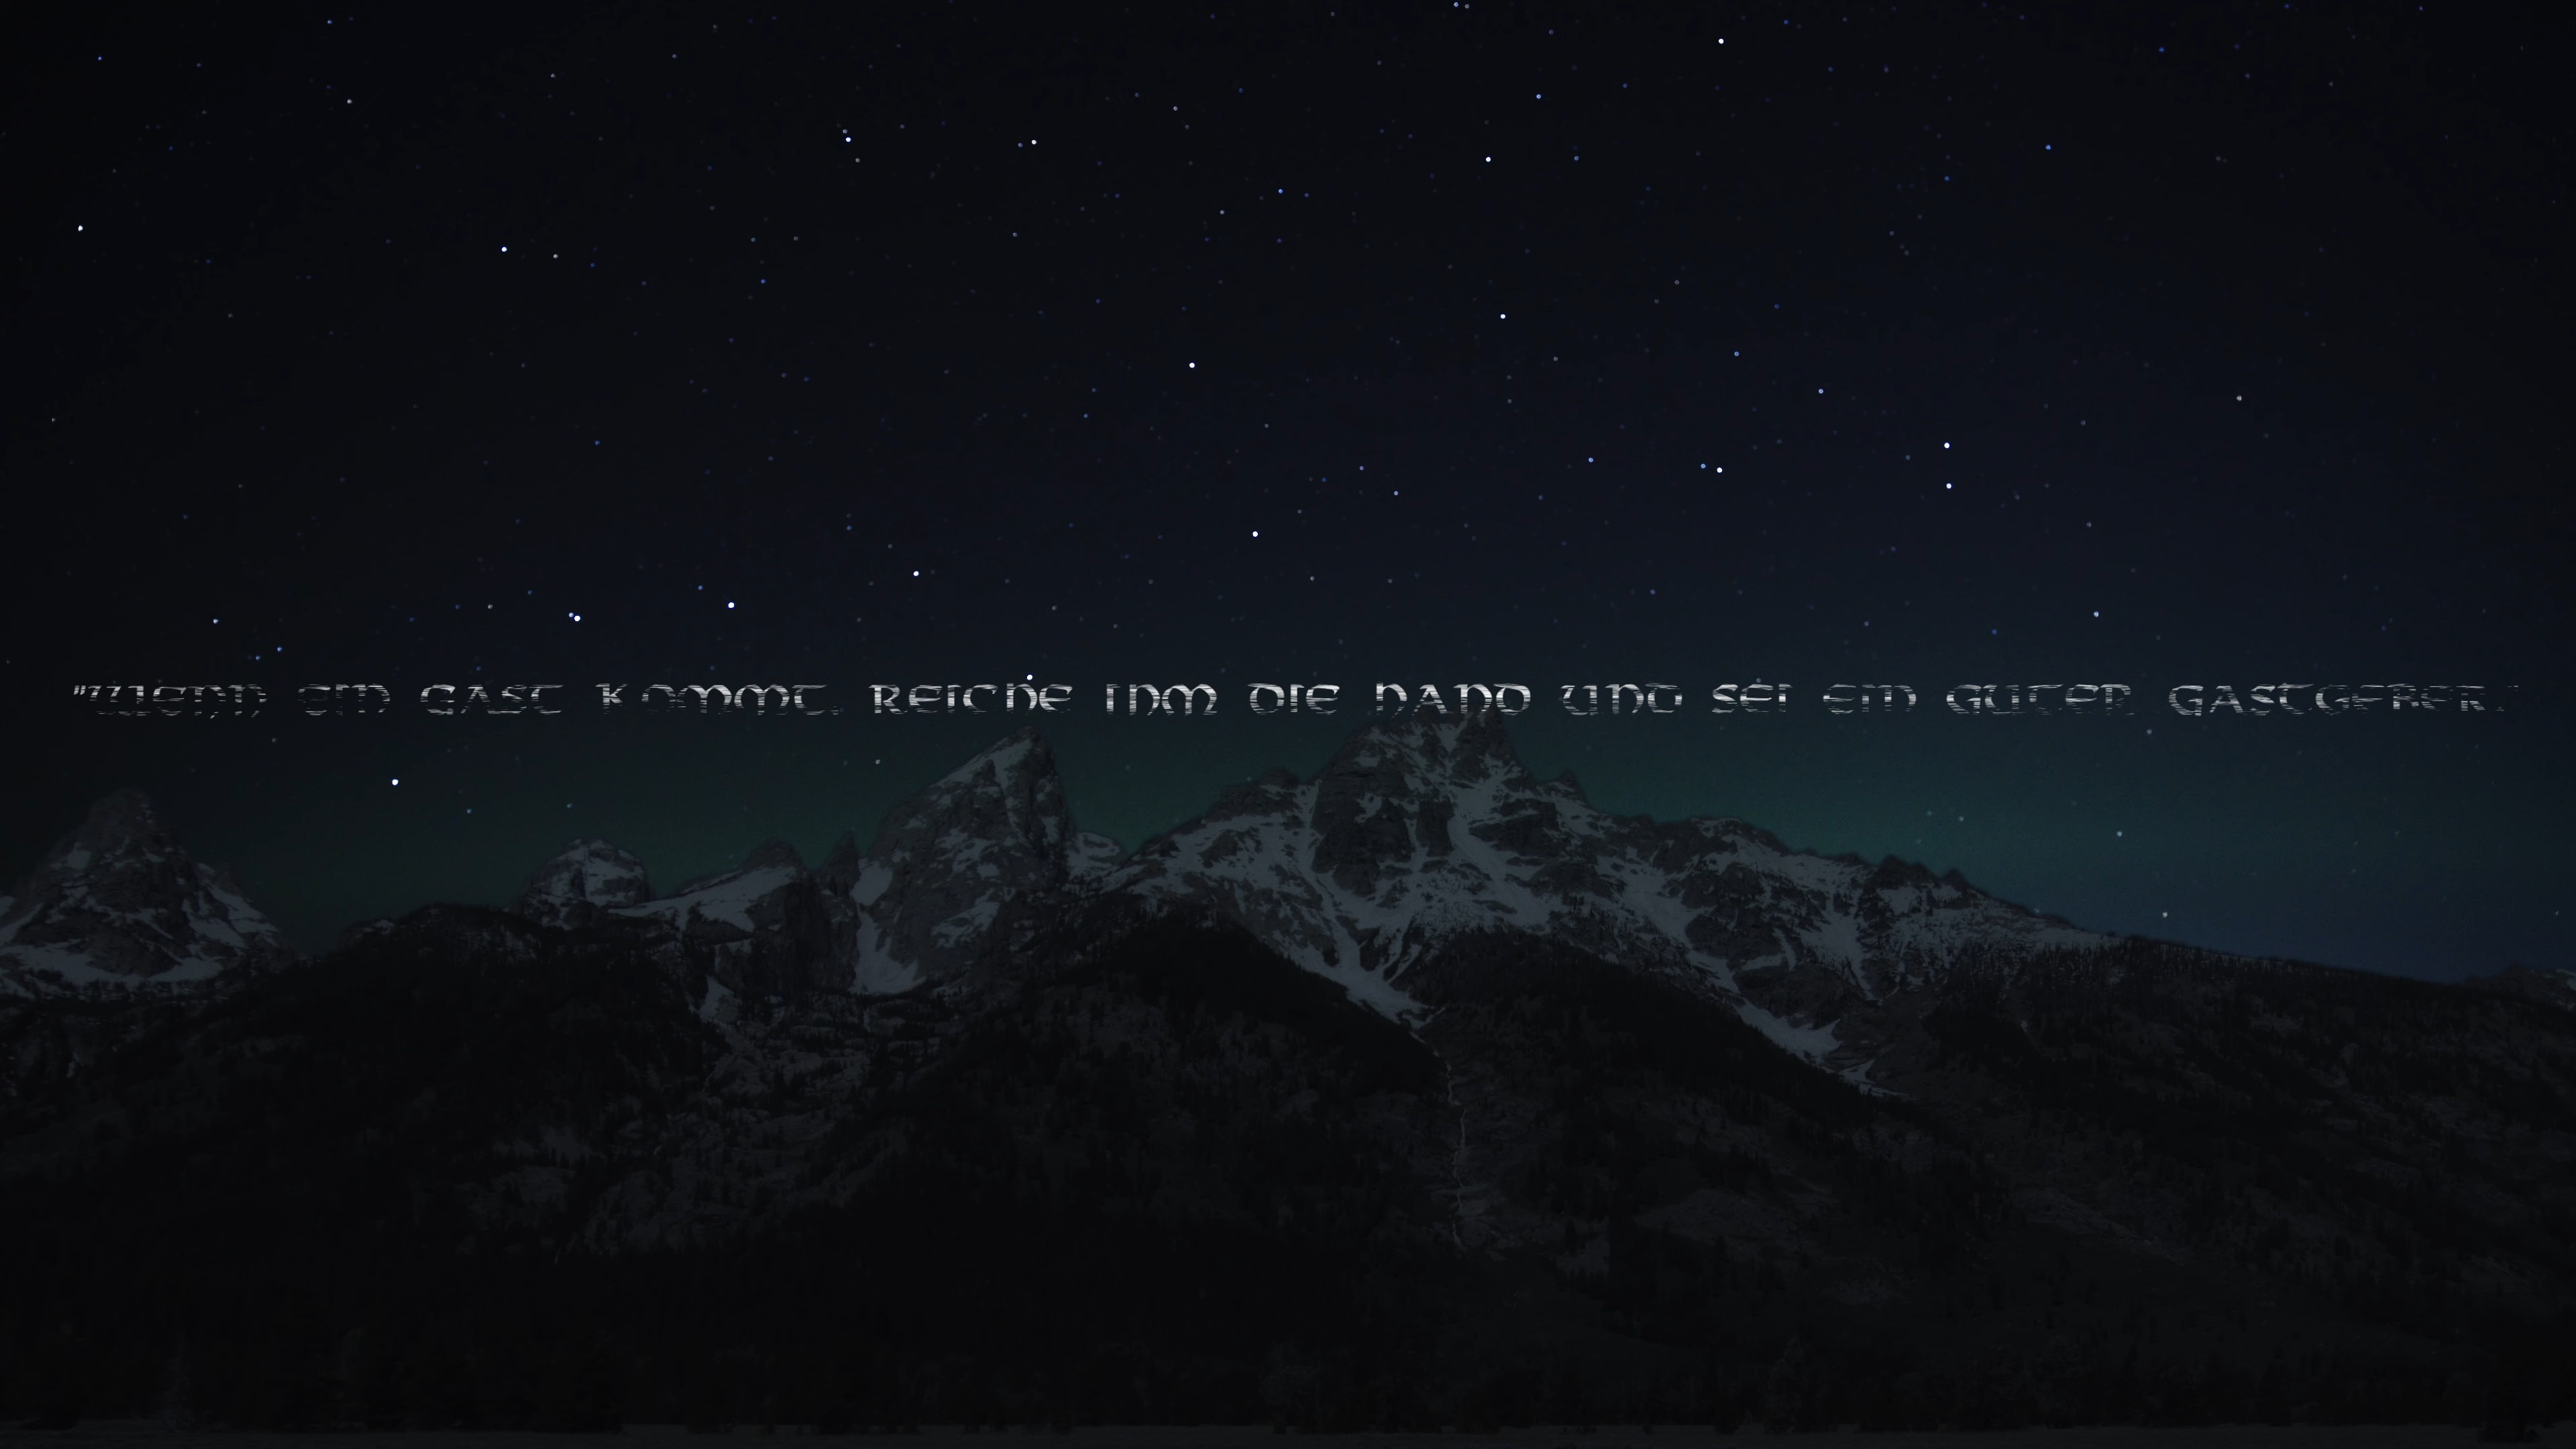 "WENN EIN GAST KOMMT, REICHE IHM DIE HAND UND SEI EIN GUTER GASTGEBER."